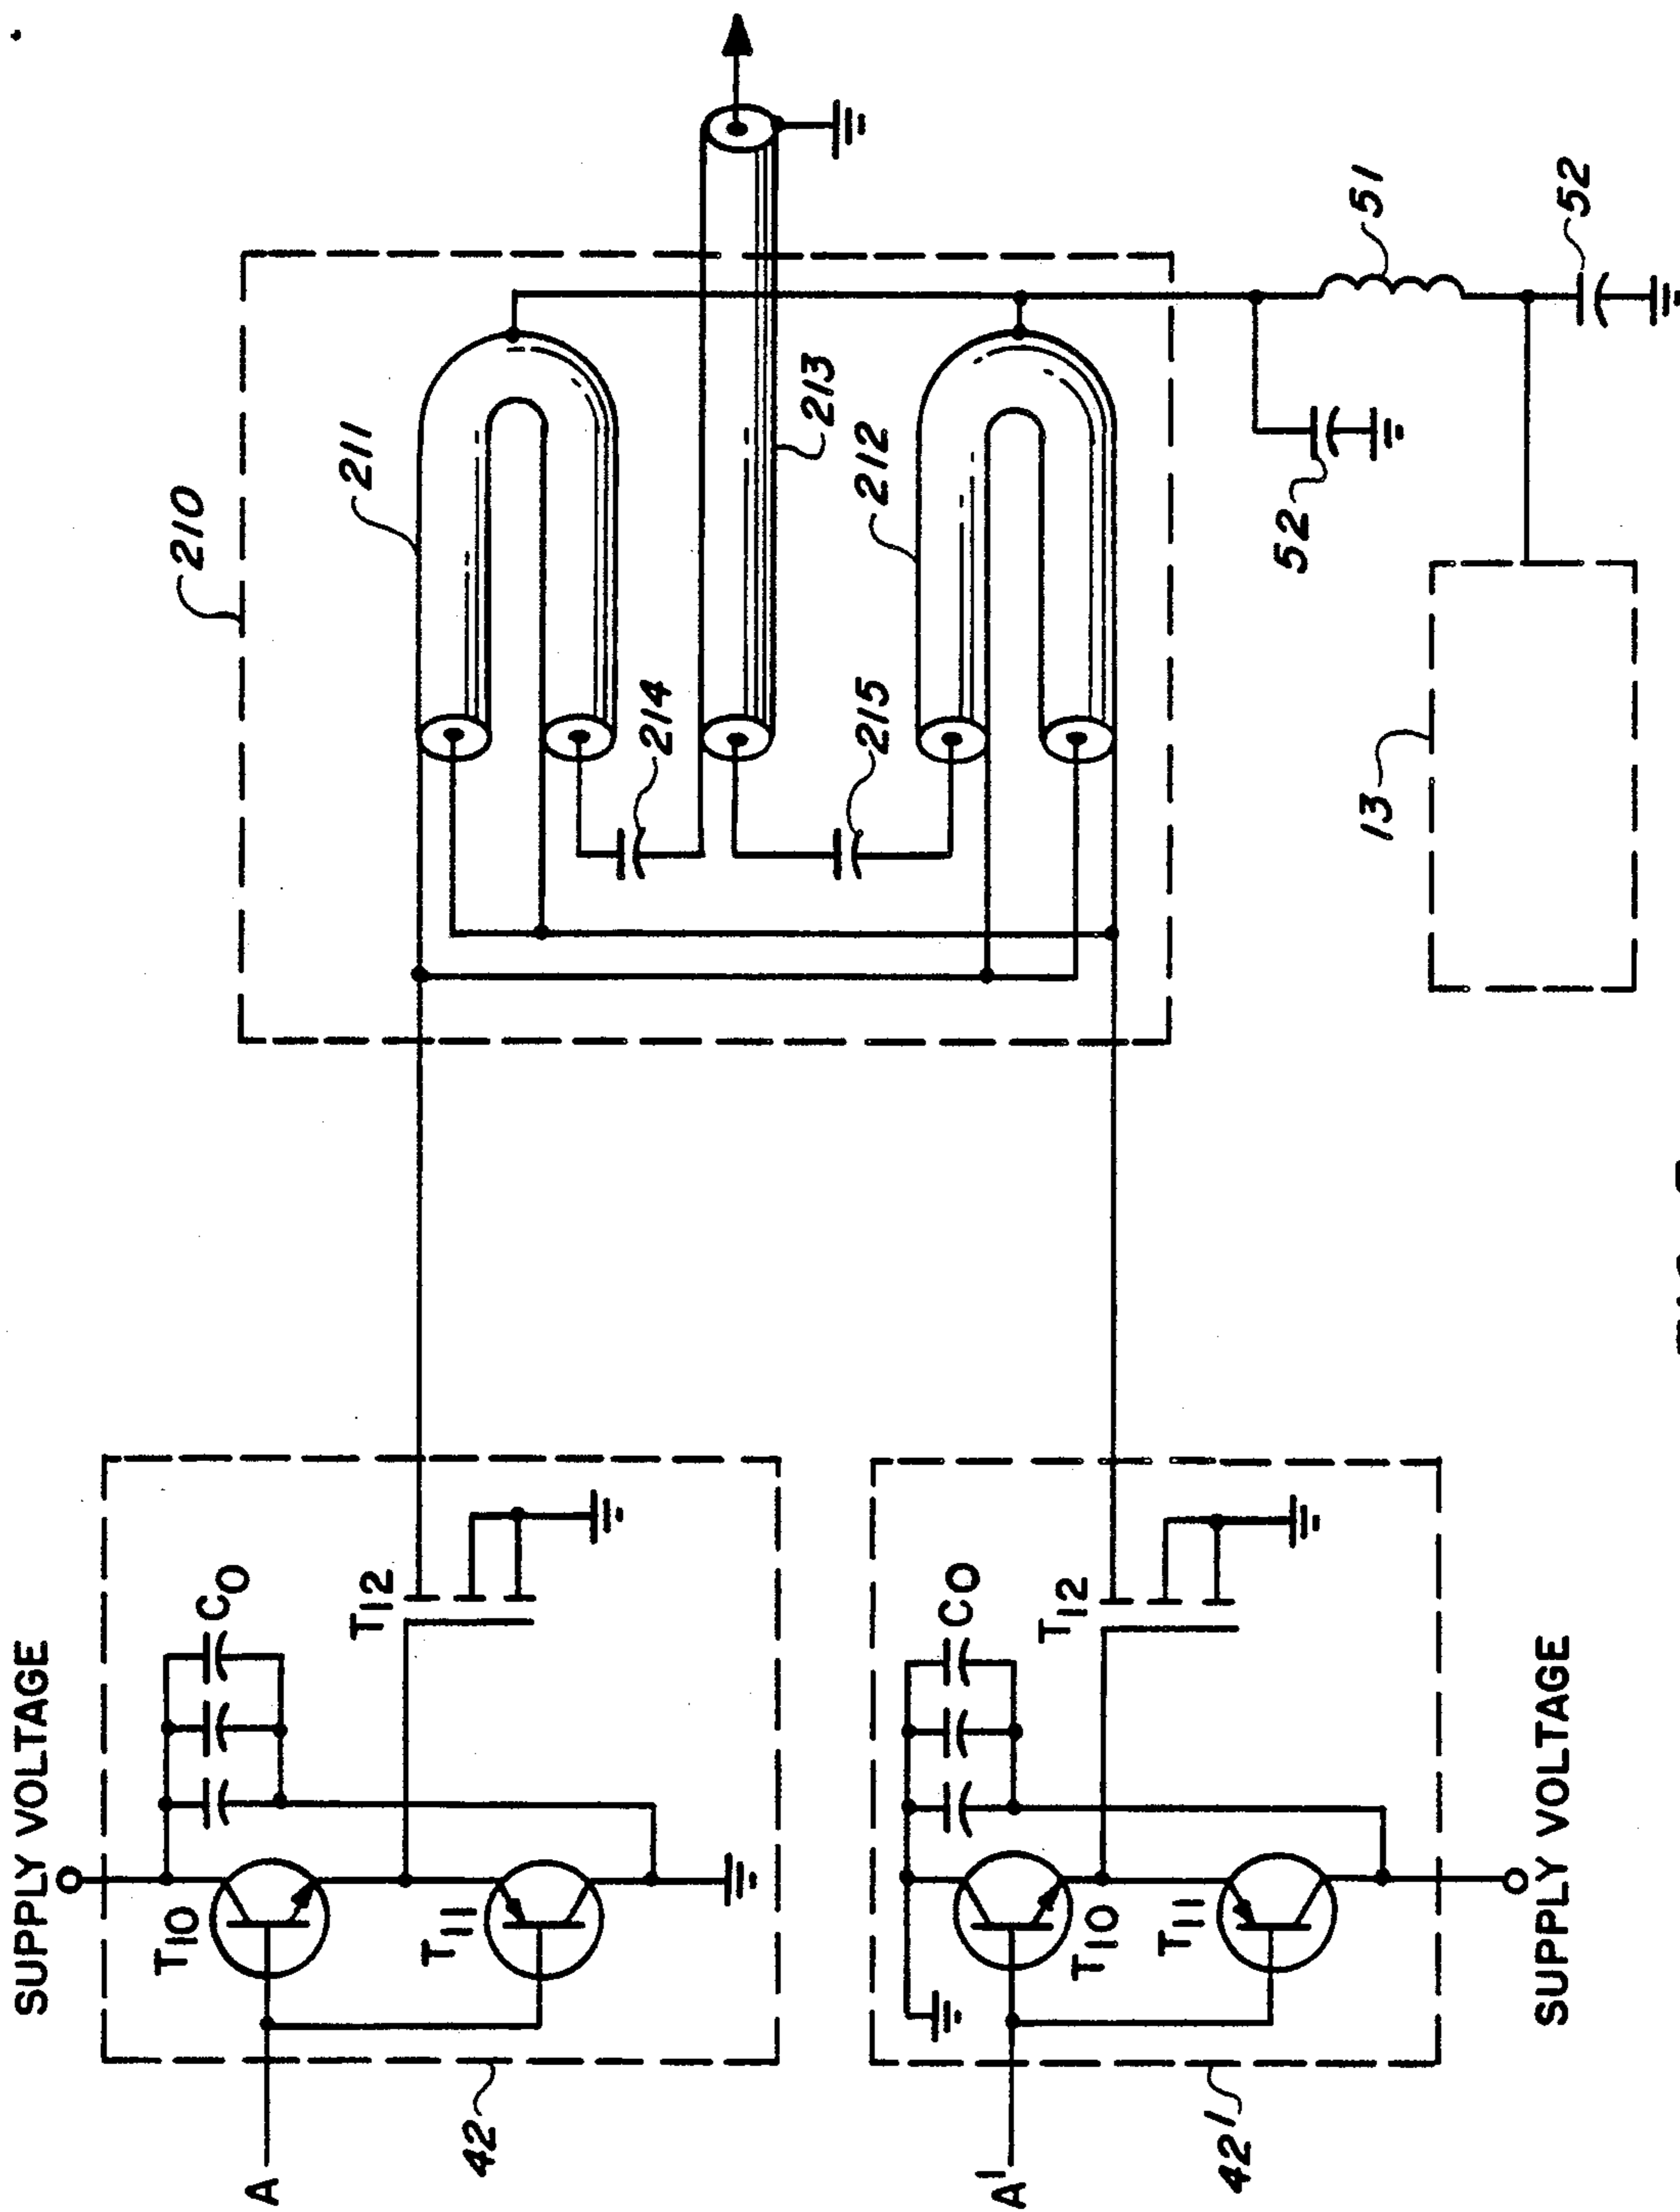 SUPPLY VOLTAGE
T10
C0
T11
T12
A
42
210
211
214
213
215
212
A'
C0
T10
T12
T11
42'
SUPPLY VOLTAGE
52
51
52
13